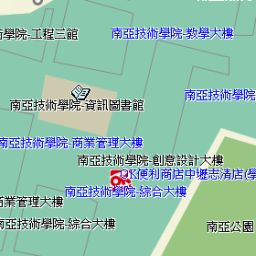 術學院-工程三館
南亞技術學院-教學大樓
南亞技術學院-資訊圖書館
南亞技術學院
南亞技術學院-商業管理大樓
南亞技術學院-創意設計大樓
OK便利商店中壢志清店(學
南亞技術學院-綜合大樓
商業管理大樓
術學院-綜合大樓
南亞公園